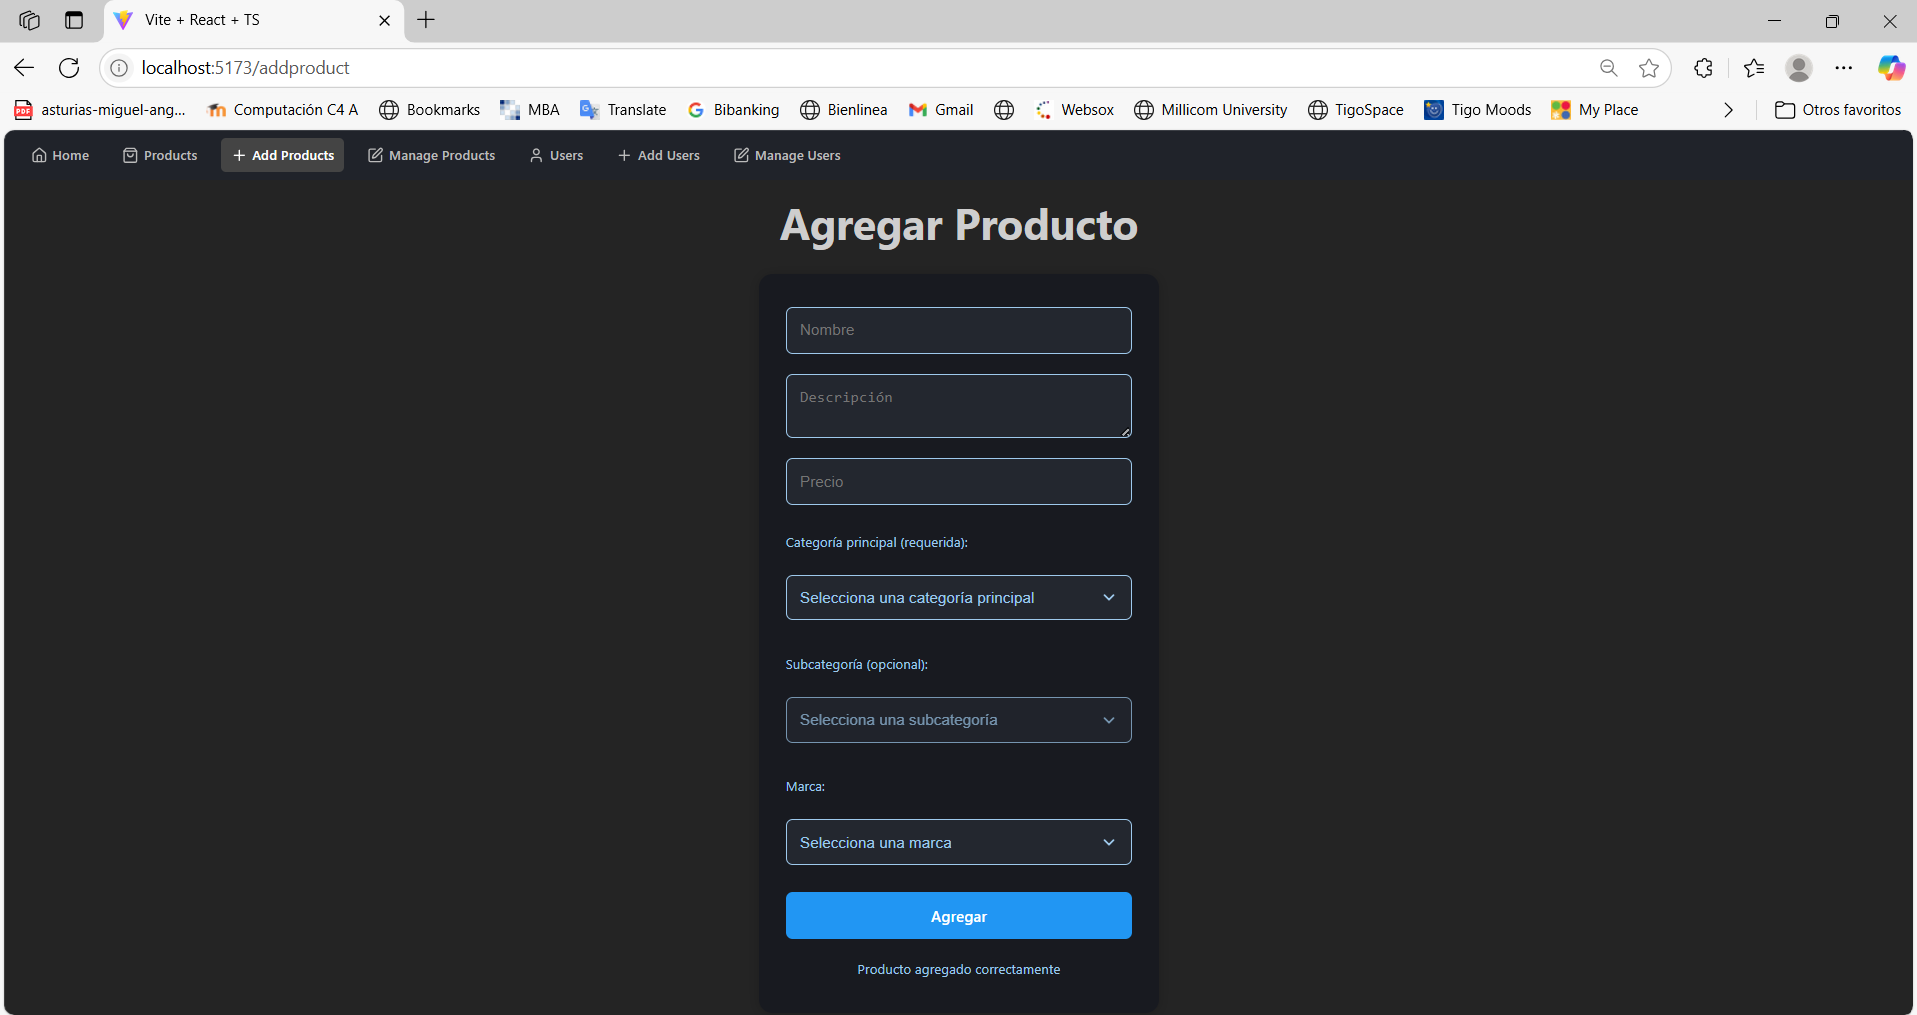 Vite + React + TS
localhost:5173/addproduct
asturias-miguel-ang... Computación C4 A Bookmarks MBA Translate Bibanking Bienlinea Gmail Websox Millicom University TigoSpace Tigo Moods My Place Otros favoritos
Home Products Add Products Manage Products Users Add Users Manage Users
Agregar Producto
Nombre
Descripción
Precio
Categoría principal (requerida):
Selecciona una categoría principal
Subcategoría (opcional):
Selecciona una subcategoría
Marca:
Selecciona una marca
Agregar
Producto agregado correctamente